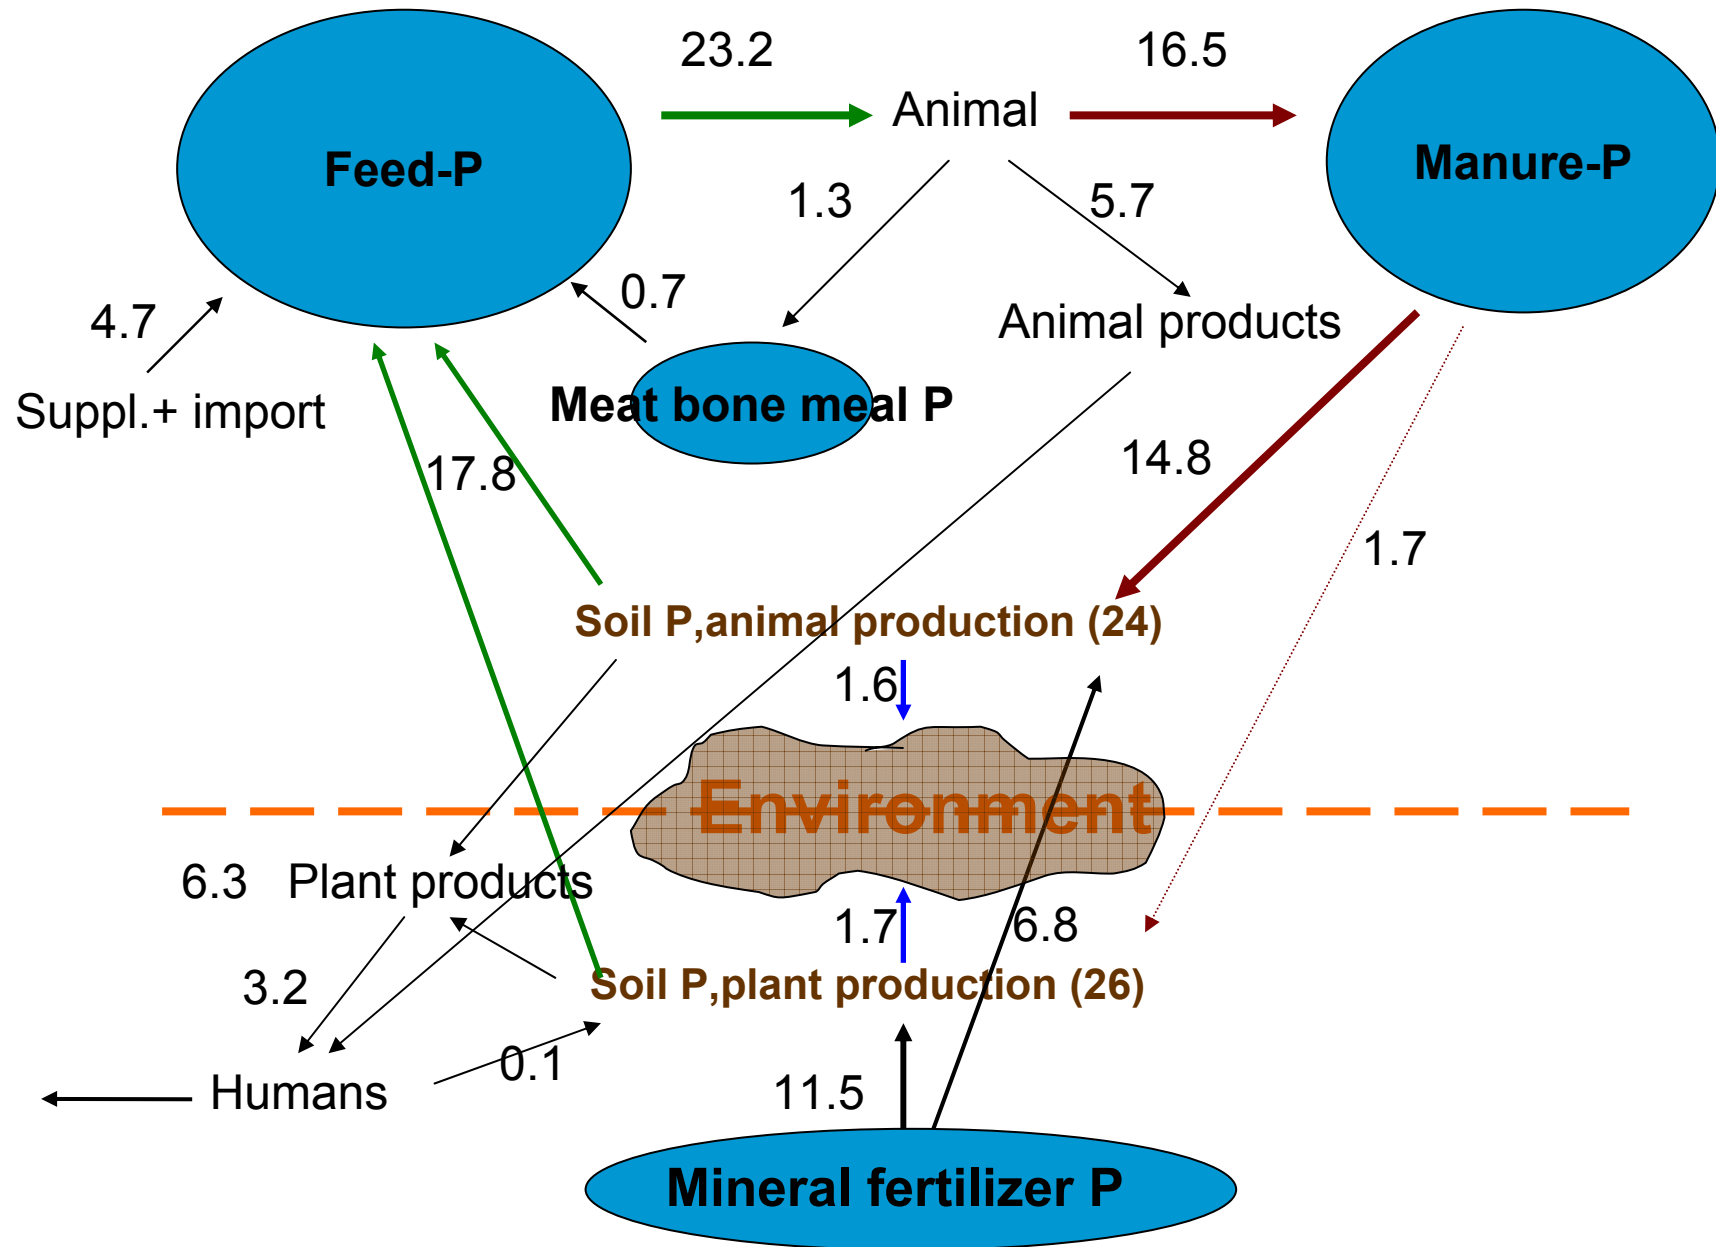 23.2
16.5
Animal
Feed-P
Manure-P
1.3
5.7
0.7
4.7
Animal products
Suppl.+ import
Meat bone meal P
17.8
14.8
1.7
Soil P,animal production (24)
1.6
Environment
6.3
Plant products
1.7
6.8
3.2
Soil P,plant production (26)
0.1
Humans
11.5
Mineral fertilizer P